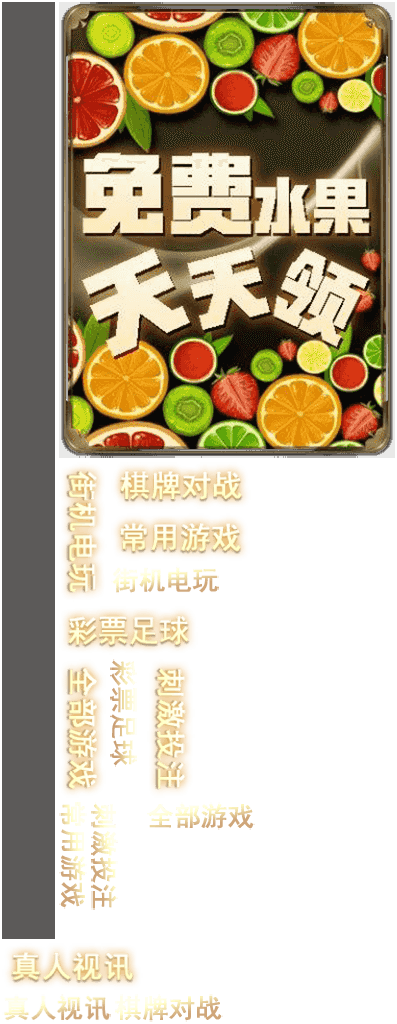 免费水果
天天领
街机电玩
棋牌对战
常用游戏
街机电玩
彩票足球
全部游戏
彩票足球
刺激投注
常用游戏
刺激投注
全部游戏
真人视讯
真人视讯
棋牌对战